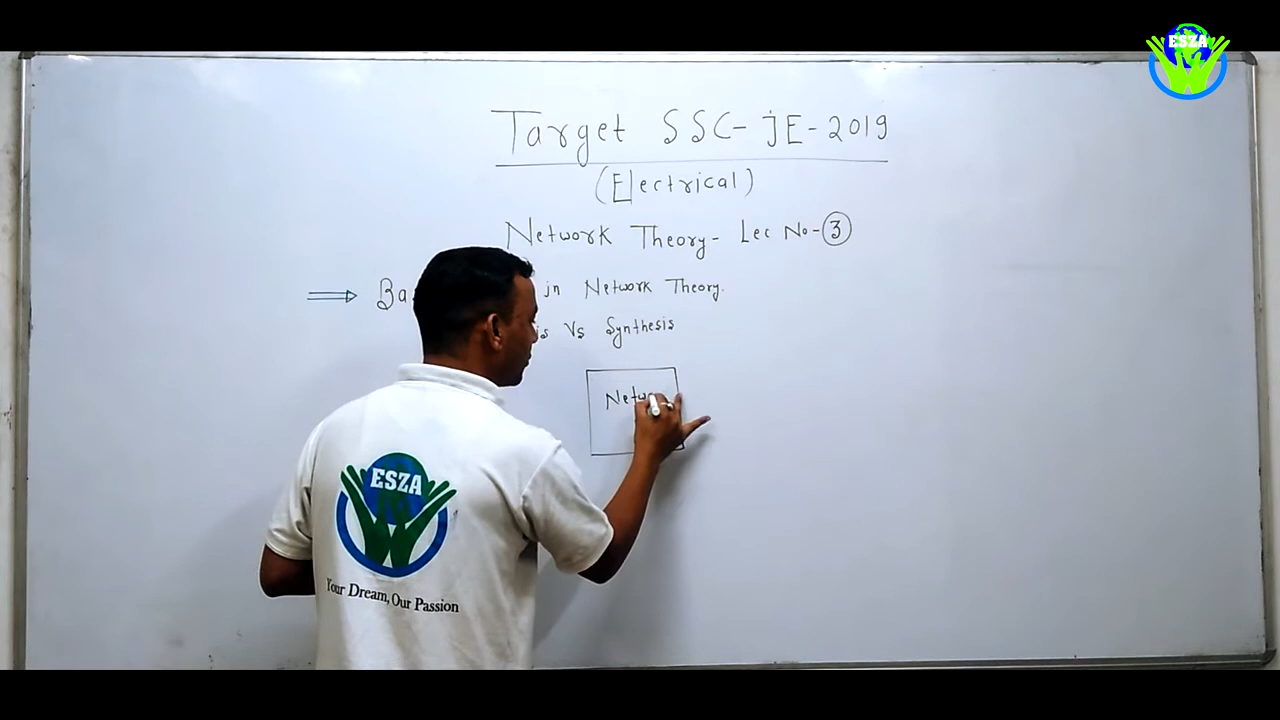 ESZA
Target SSC-JE-2019
(Electrical)
Network Theory- Lec No-3
in Network Theory.
Vs Synthesis
Netw
ESZA
Your Dream, Our Passion